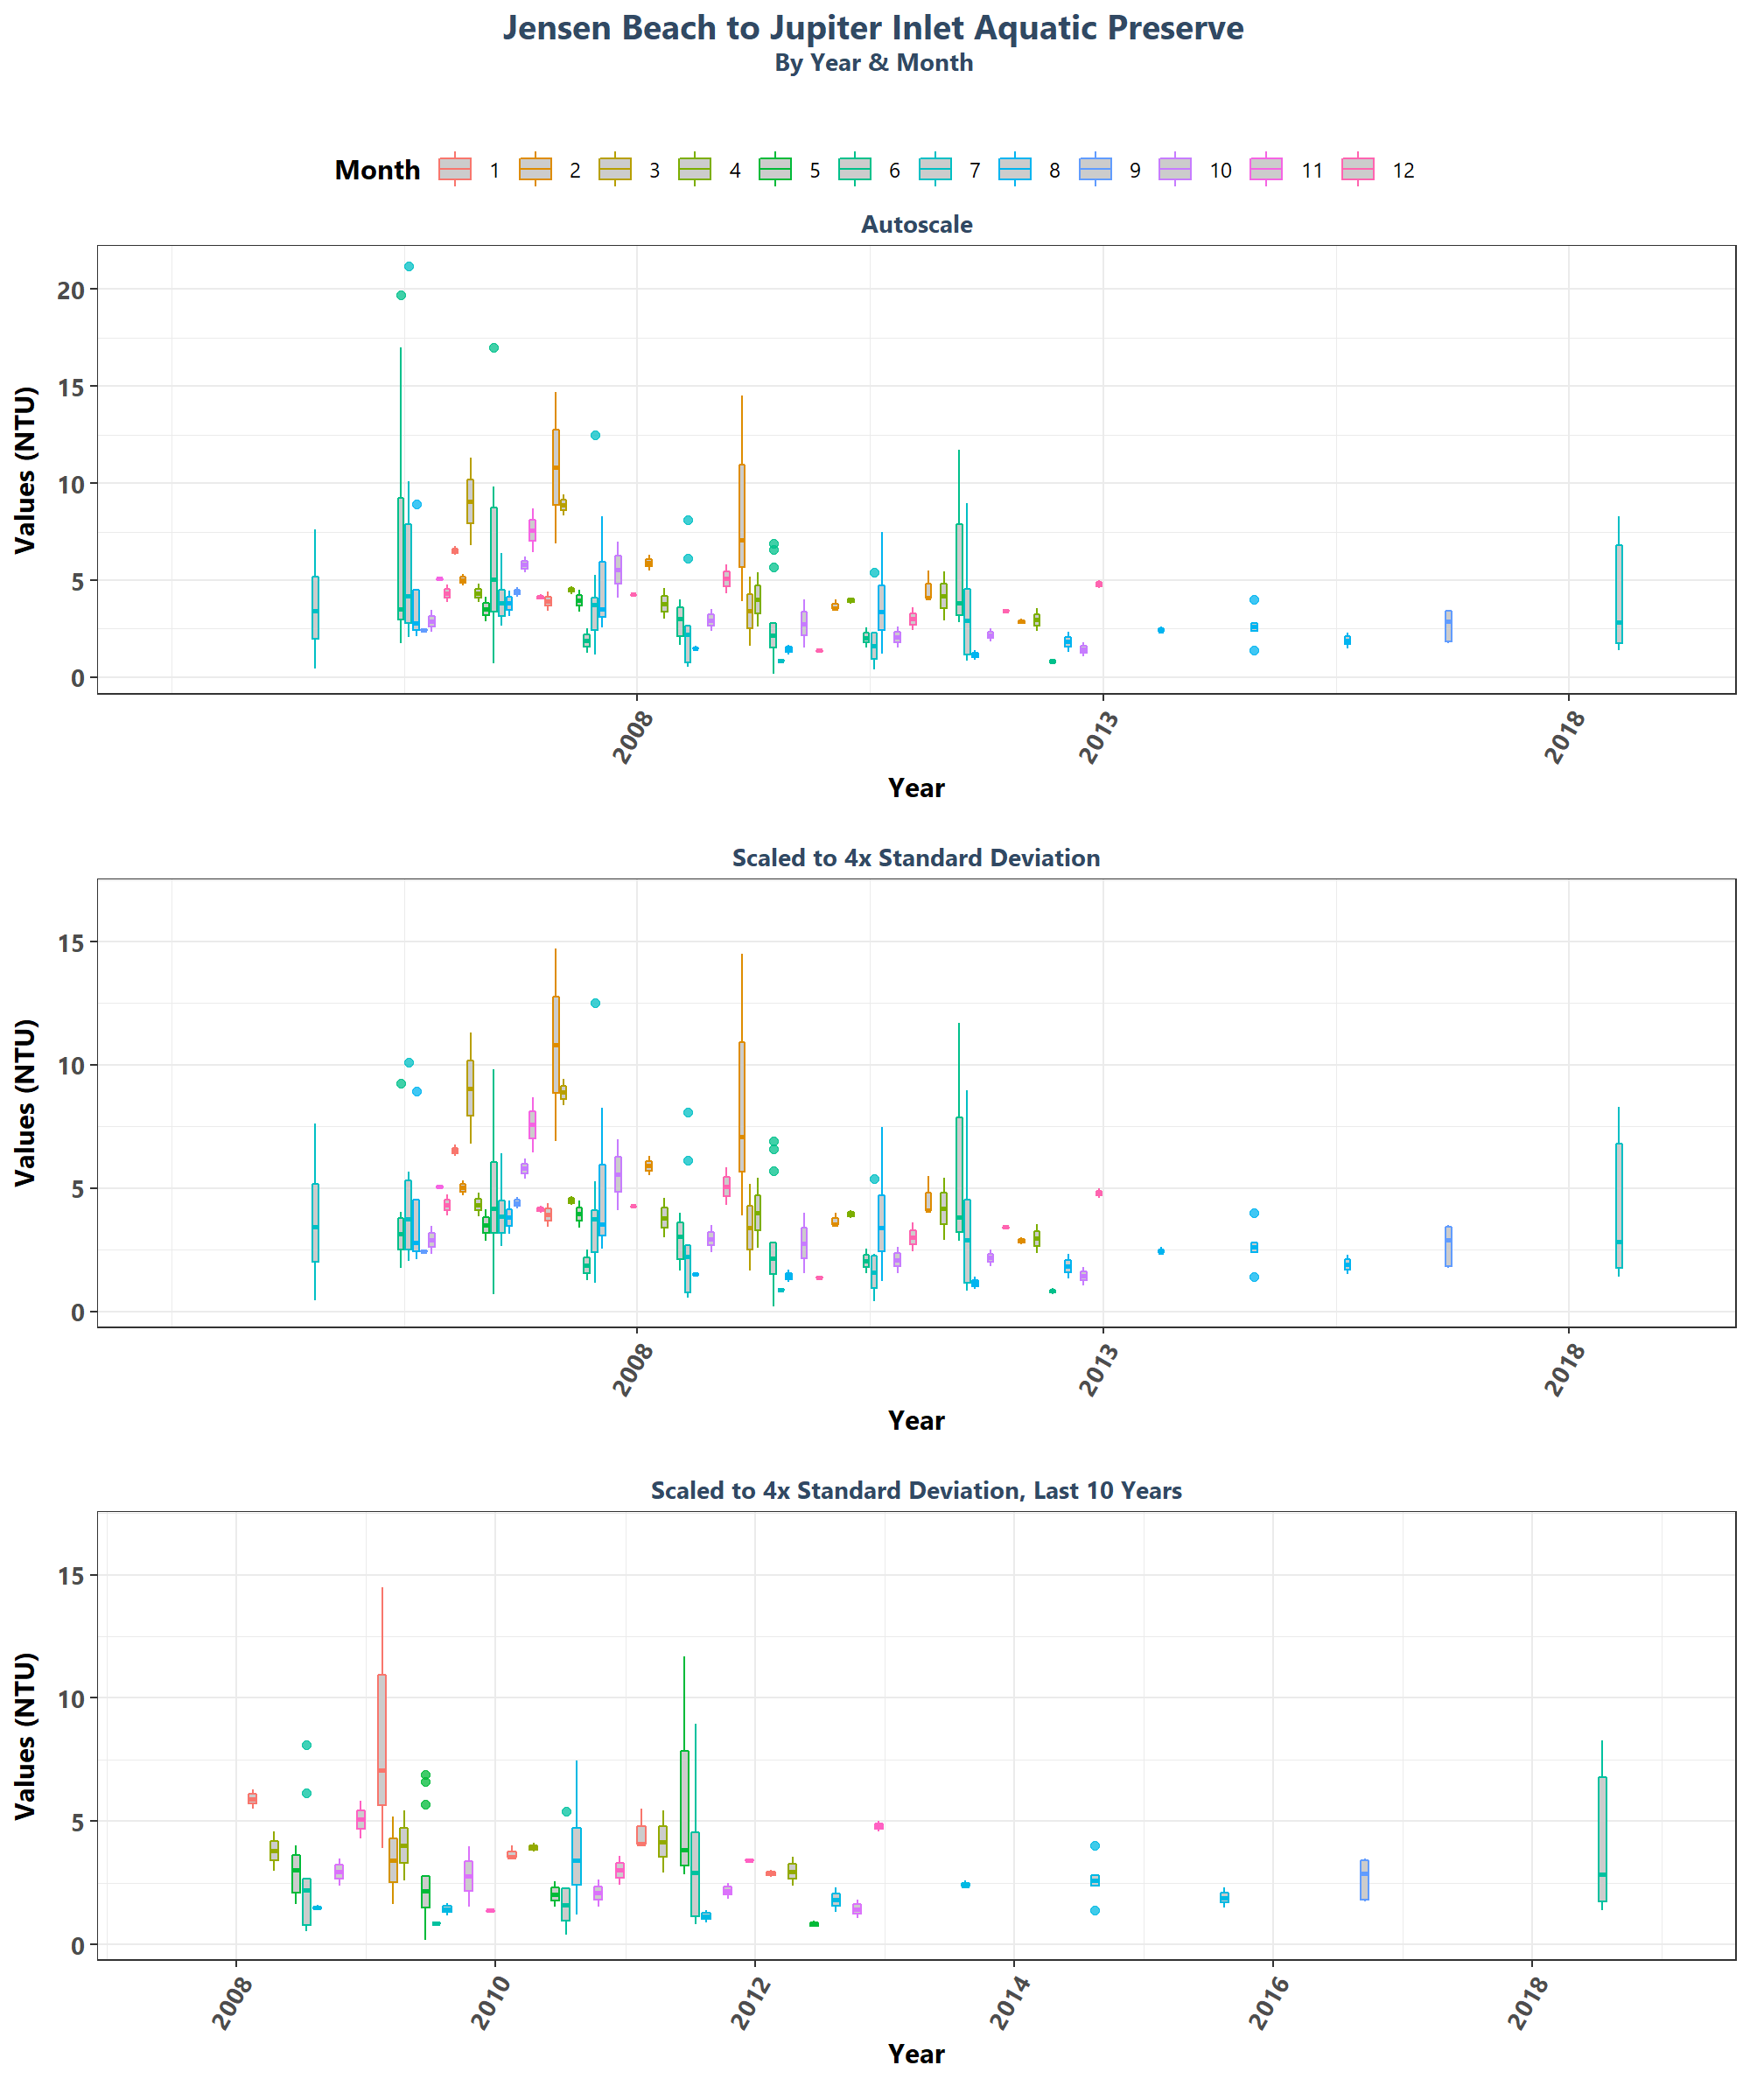 Jensen Beach to Jupiter Inlet Aquatic Preserve
By Year & Month
Month 1 2 3 4 5 6 7 8 9 10 11 12
Autoscale
Values (NTU)
20
15
10
5
0
2008 2013 2018
Year
Scaled to 4x Standard Deviation
Values (NTU)
15
10
5
0
2008 2013 2018
Year
Scaled to 4x Standard Deviation, Last 10 Years
Values (NTU)
15
10
5
0
2008 2010 2012 2014 2016 2018
Year